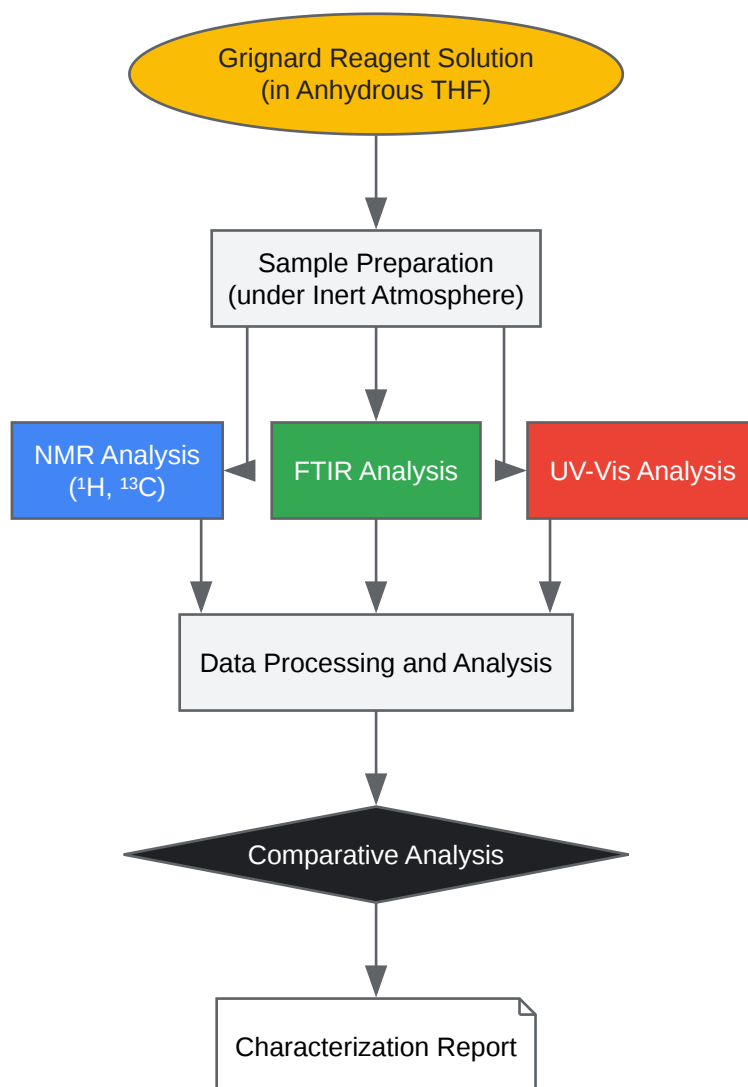 Grignard Reagent Solution
(in Anhydrous THF)
Sample Preparation
(under Inert Atmosphere)
NMR Analysis
(¹H, ¹³C)
FTIR Analysis
UV-Vis Analysis
Data Processing and Analysis
Comparative Analysis
Characterization Report